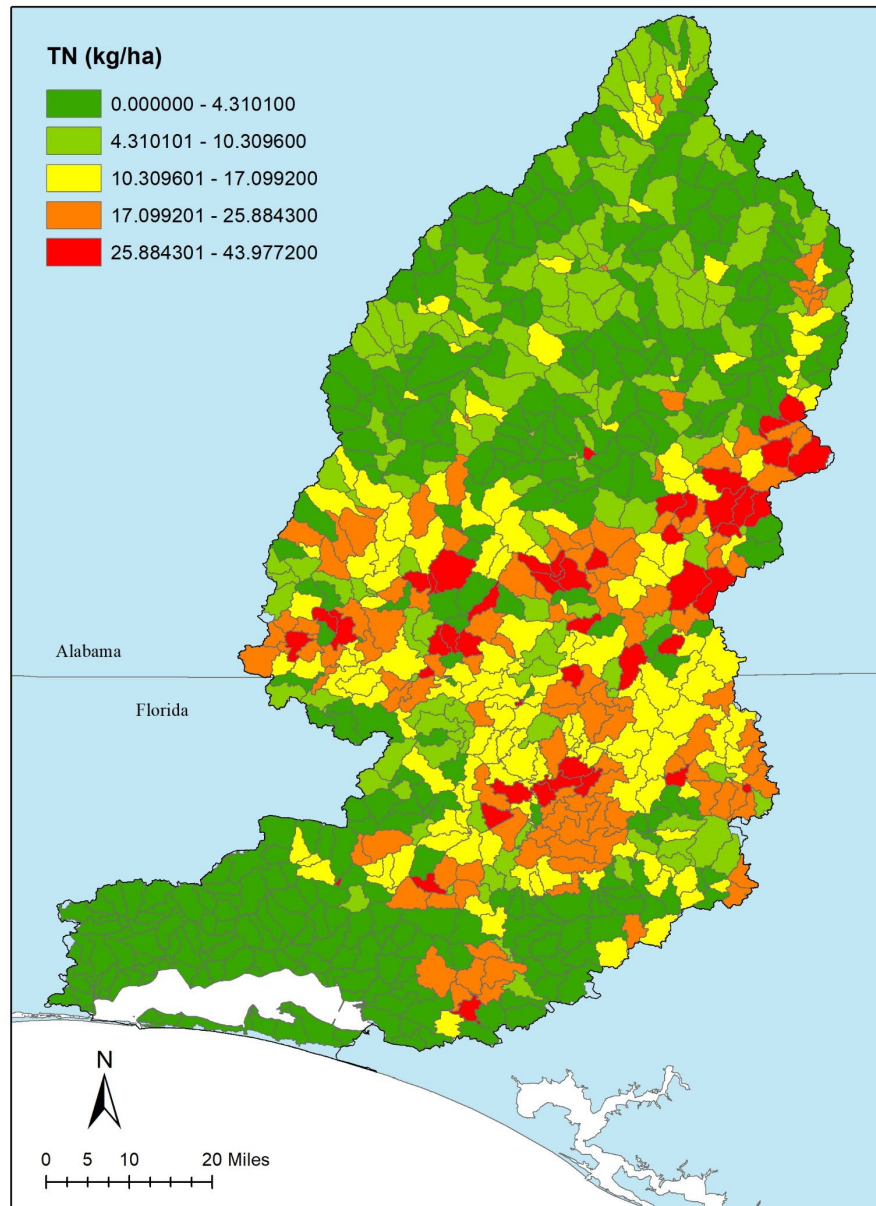 TN (kg/ha)
0.000000 - 4.310100
4.310101 - 10.309600
10.309601 - 17.099200
17.099201 - 25.884300
25.884301 - 43.977200
Alabama
Florida
N
0 5 10 20 Miles